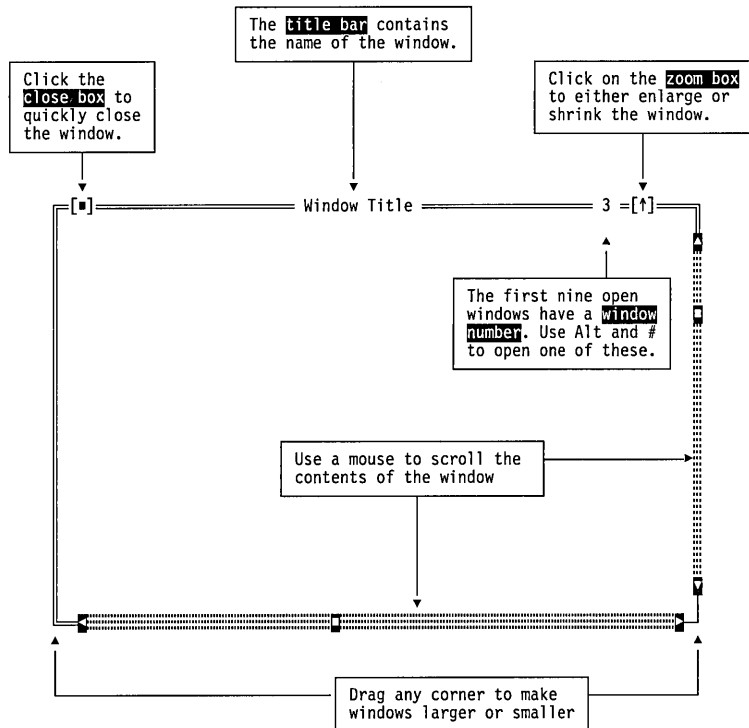 The title bar contains
the name of the window.
Click the
close box to
quickly close
the window.
Click on the zoom box
to either enlarge or
shrink the window.
[■] Window Title 3 [↑]
The first nine open
windows have a window
number. Use Alt and #
to open one of these.
Use a mouse to scroll the
contents of the window
Drag any corner to make
windows larger or smaller